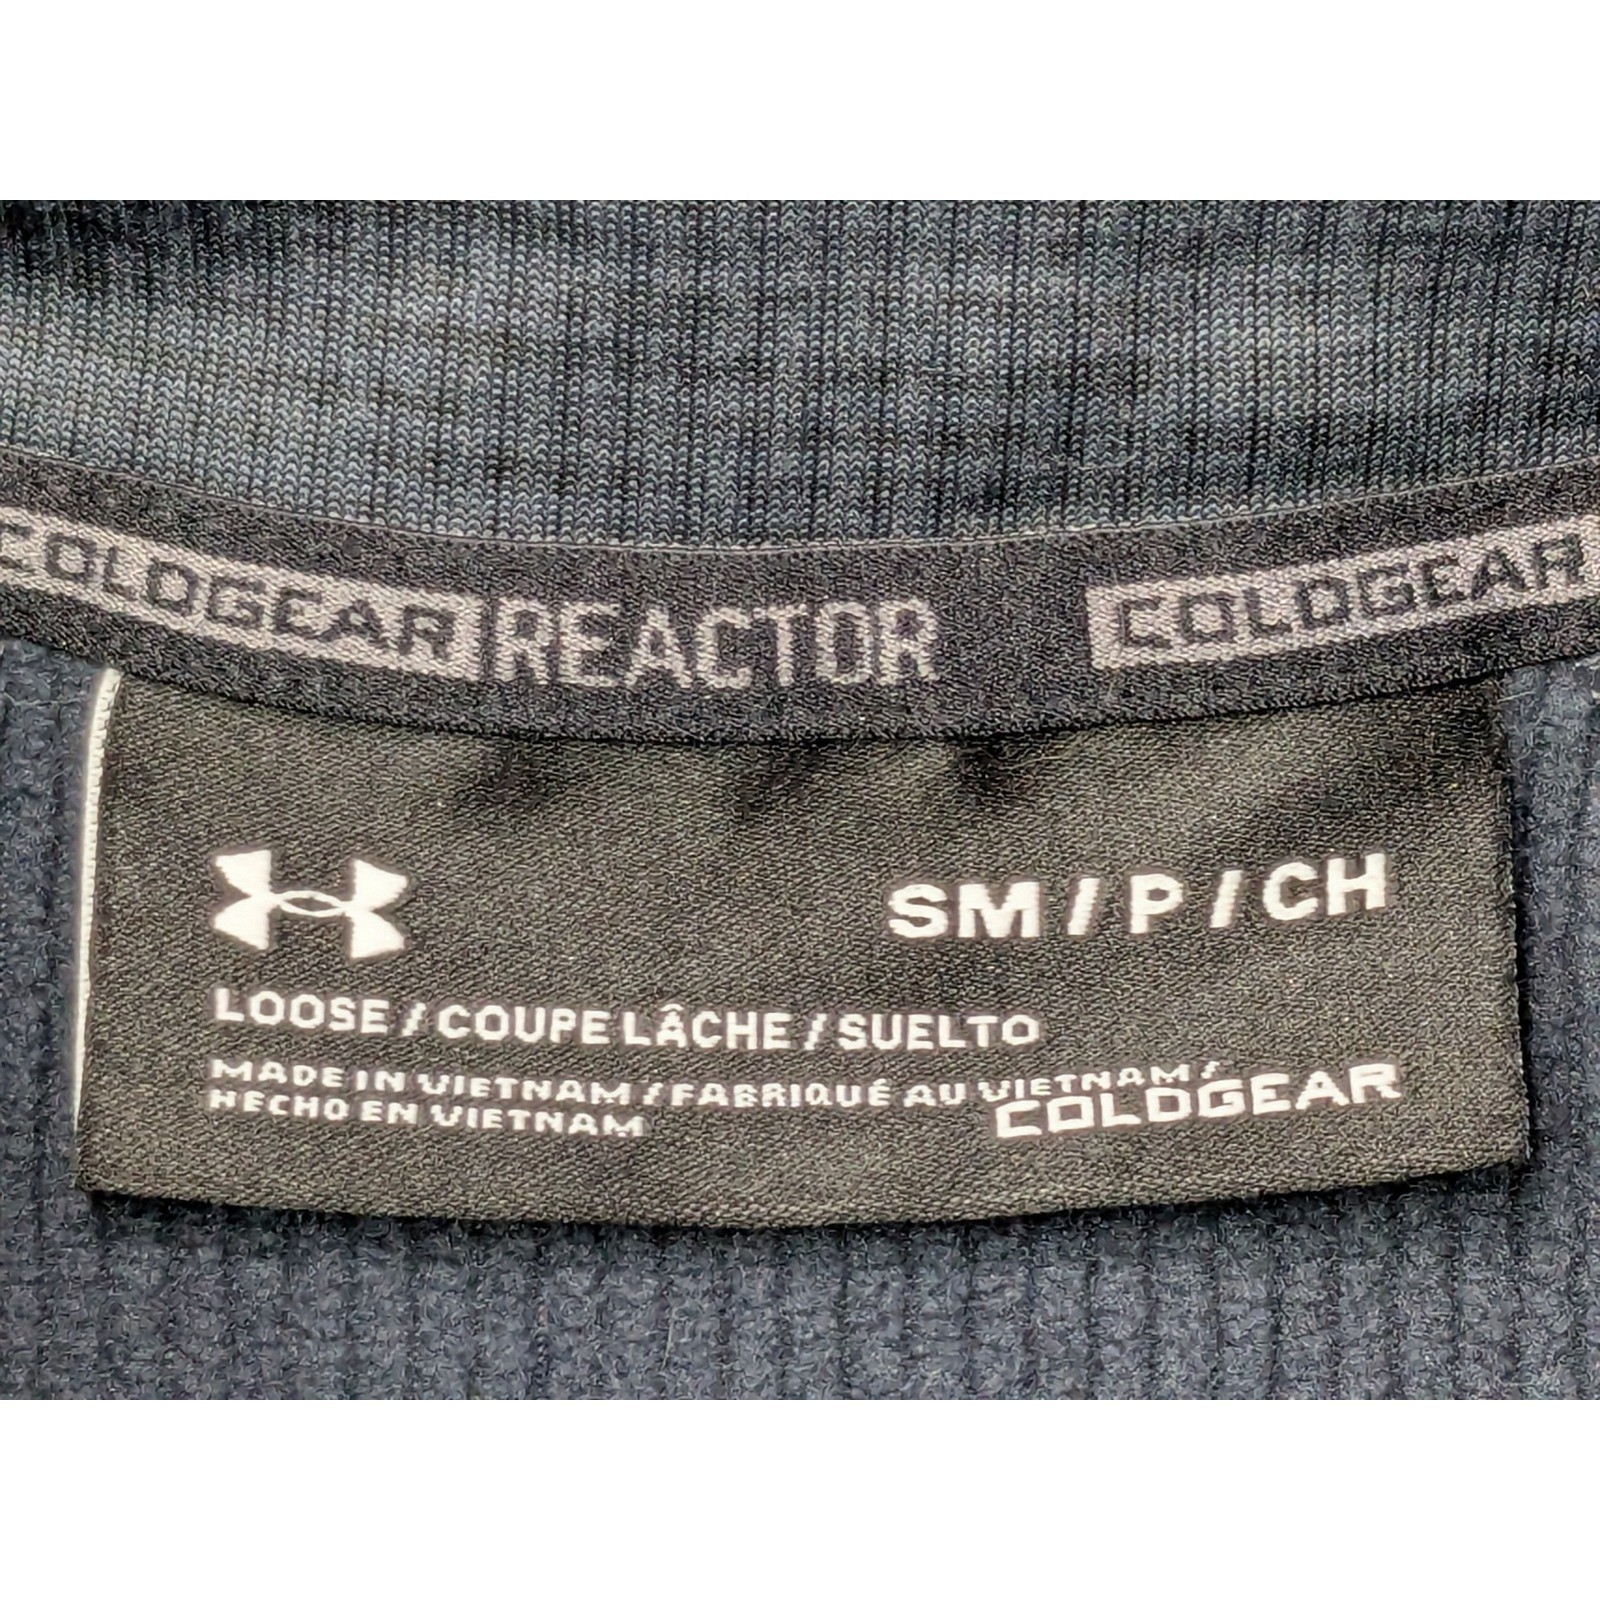 COLDGEAR REACTOR COLDGEAR
SM / P / CH
LOOSE / COUPE LÂCHE / SUELTO
MADE IN VIETNAM / FABRIQUÉ AU VIETNAM /
HECHO EN VIETNAM
COLDGEAR